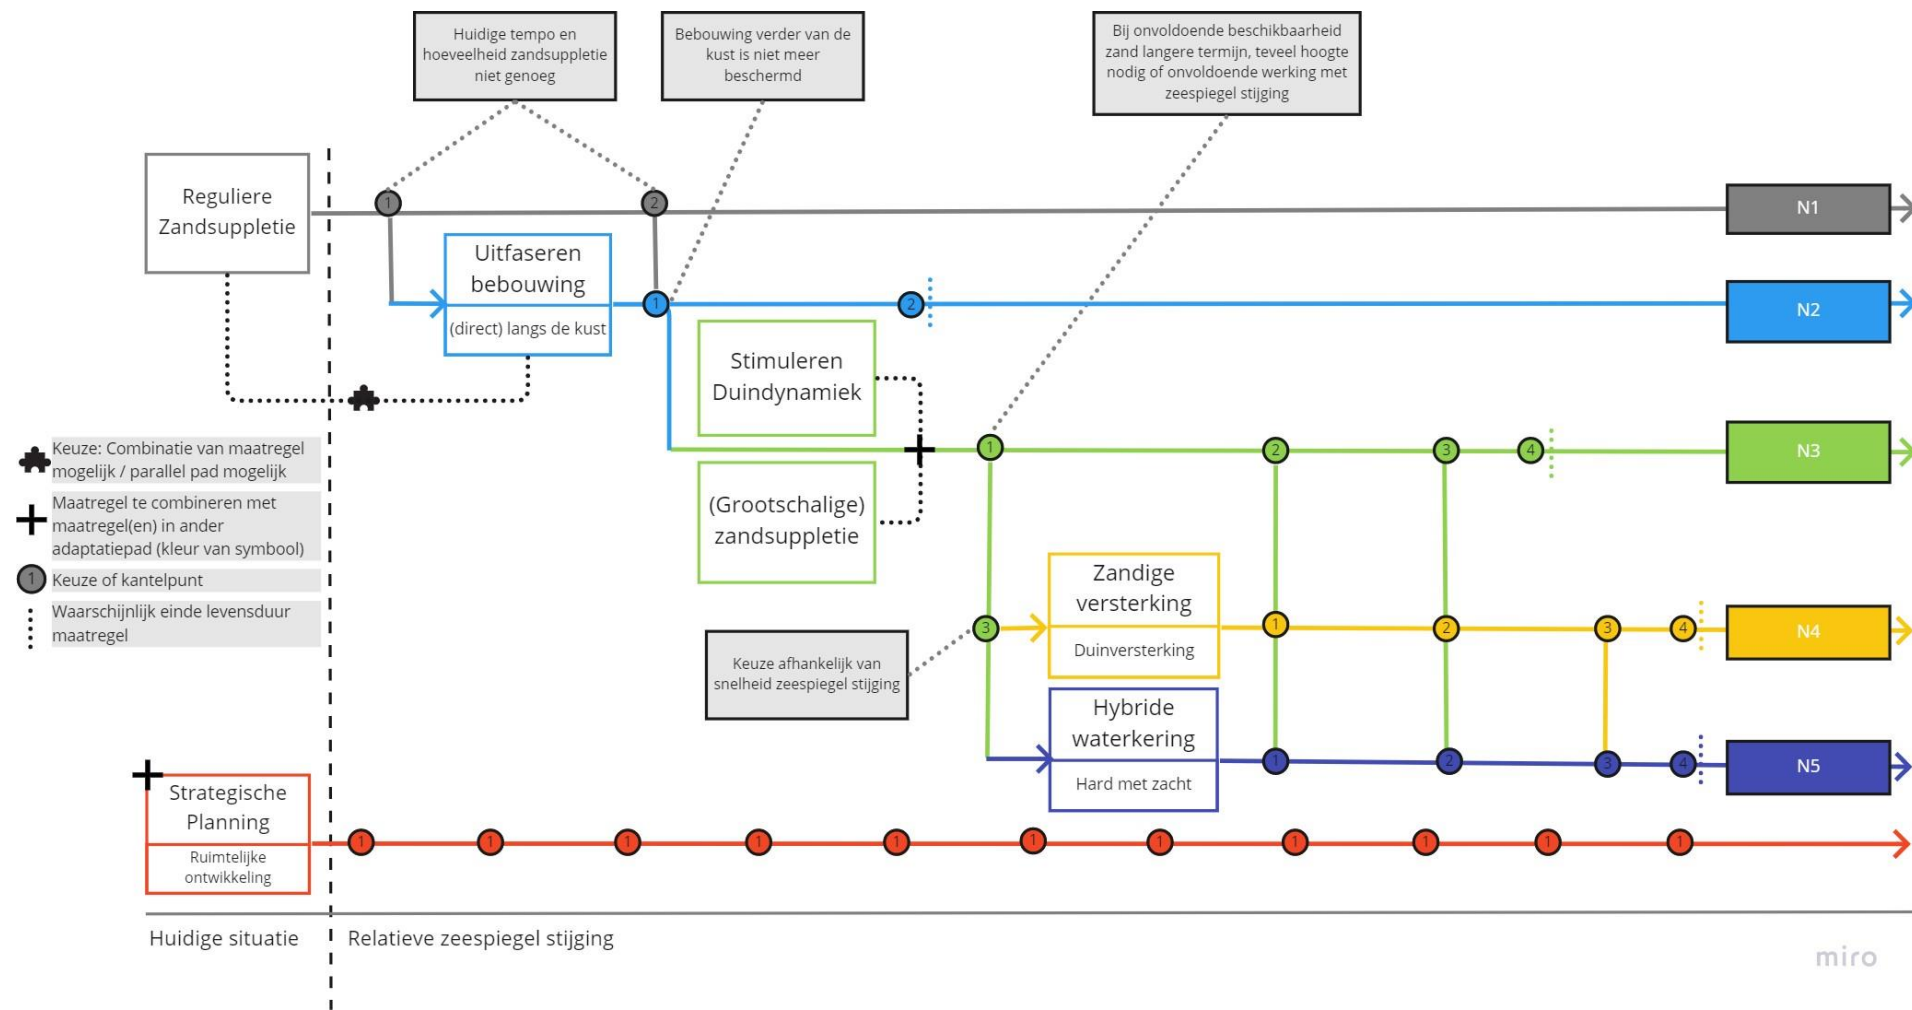 Huidige tempo en
hoeveelheid zandsuppletie
niet genoeg
Bebouwing verder van de
kust is niet meer
beschermd
Bij onvoldoende beschikbaarheid
zand langere termijn, teveel hoogte
nodig of onvoldoende werking met
zeespiegel stijging
Reguliere
Zandsuppletie
1
2
N1
Uitfaseren
bebouwing
(direct) langs de kust
1
2
N2
Stimuleren
Duindynamiek
(Grootschalige)
zandsuppletie
1
2
3
4
N3
Keuze: Combinatie van maatregel
mogelijk / parallel pad mogelijk
Maatregel te combineren met
maatregel(en) in ander
adaptatiepad (kleur van symbool)
1
Keuze of kantelpunt
Waarschijnlijk einde levensduur
maatregel
Keuze afhankelijk van
snelheid zeespiegel stijging
3
Zandige
versterking
Duinversterking
1
2
3
4
N4
Hybride
waterkering
Hard met zacht
1
2
3
4
N5
Strategische
Planning
Ruimtelijke
ontwikkeling
1
1
1
1
1
1
1
1
1
1
1
Huidige situatie
Relatieve zeespiegel stijging
miro